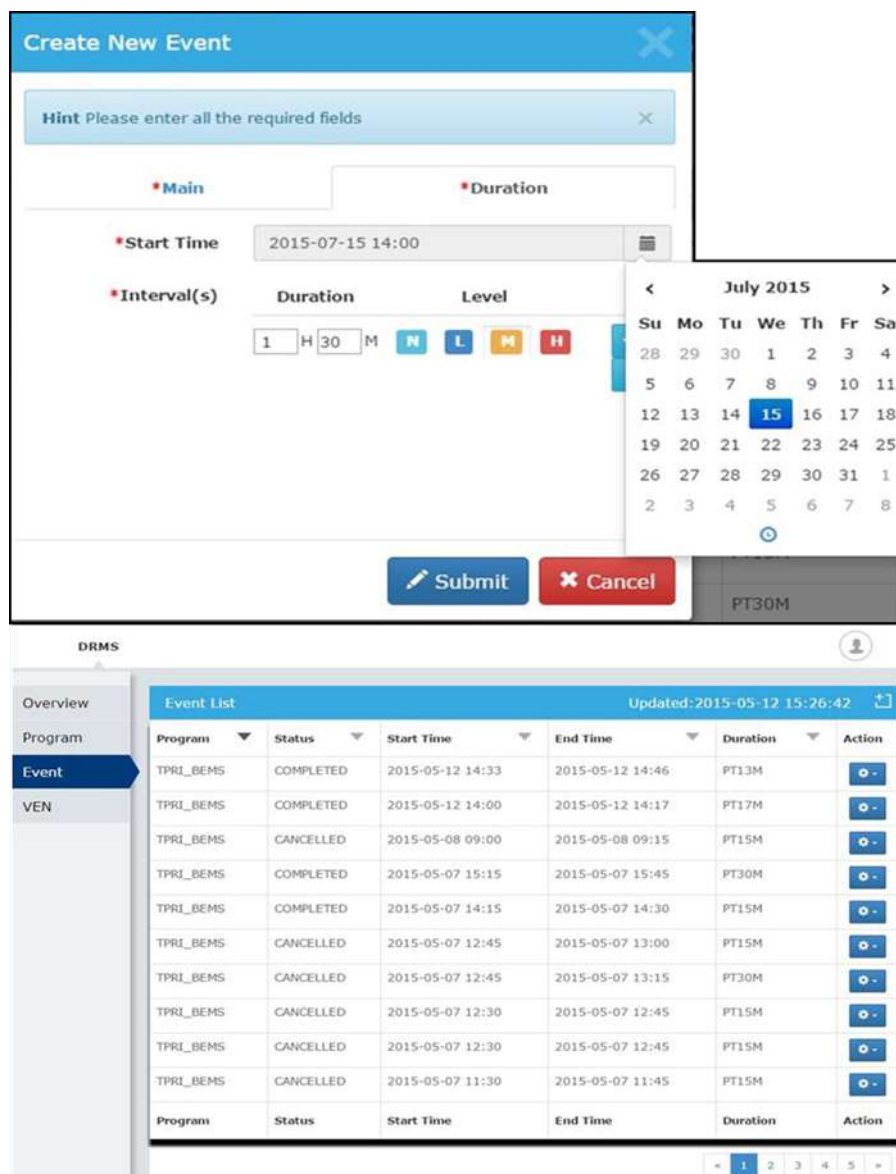 Create New Event
Hint Please enter all the required fields
*Main *Duration
*Start Time 2015-07-15 14:00
*Interval(s) Duration Level
1 H 30 M N L M H
July 2015
Su Mo Tu We Th Fr Sa
28 29 30 1 2 3 4
5 6 7 8 9 10 11
12 13 14 15 16 17 18
19 20 21 22 23 24 25
26 27 28 29 30 31 1
2 3 4 5 6 7 8
Submit Cancel
PT30M
DRMS
Overview
Program
Event
VEN
Event List Updated:2015-05-12 15:26:42
Program Status Start Time End Time Duration Action
TPRI_BEMS COMPLETED 2015-05-12 14:33 2015-05-12 14:46 PT13M
TPRI_BEMS COMPLETED 2015-05-12 14:00 2015-05-12 14:17 PT17M
TPRI_BEMS CANCELLED 2015-05-08 09:00 2015-05-08 09:15 PT15M
TPRI_BEMS COMPLETED 2015-05-07 15:15 2015-05-07 15:45 PT30M
TPRI_BEMS COMPLETED 2015-05-07 14:15 2015-05-07 14:30 PT15M
TPRI_BEMS CANCELLED 2015-05-07 12:45 2015-05-07 13:00 PT15M
TPRI_BEMS CANCELLED 2015-05-07 12:45 2015-05-07 13:15 PT30M
TPRI_BEMS CANCELLED 2015-05-07 12:30 2015-05-07 12:45 PT15M
TPRI_BEMS CANCELLED 2015-05-07 12:30 2015-05-07 12:45 PT15M
TPRI_BEMS CANCELLED 2015-05-07 11:30 2015-05-07 11:45 PT15M
Program Status Start Time End Time Duration Action
« 1 2 3 4 5 »